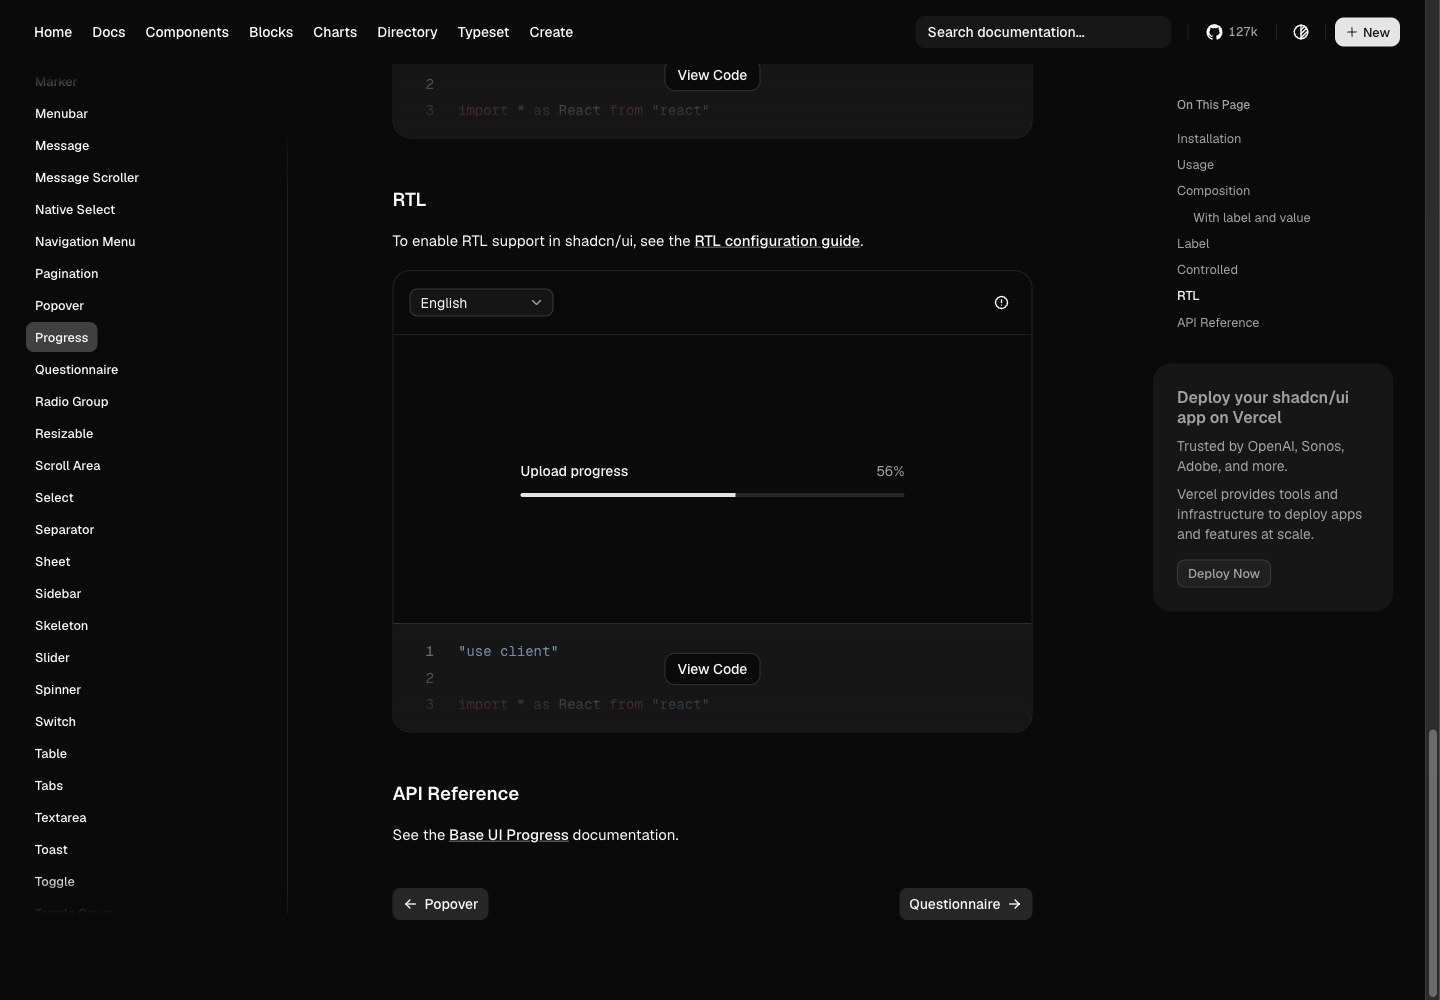 Home Docs Components Blocks Charts Directory Typeset Create
Search documentation...
127k
New
Marker
Menubar
Message
Message Scroller
Native Select
Navigation Menu
Pagination
Popover
Progress
Questionnaire
Radio Group
Resizable
Scroll Area
Select
Separator
Sheet
Sidebar
Skeleton
Slider
Spinner
Switch
Table
Tabs
Textarea
Toast
Toggle
View Code
2
3 import * as React from "react"
RTL
To enable RTL support in shadcn/ui, see the RTL configuration guide.
English
Upload progress 56%
1 "use client"
View Code
2
3 import * as React from "react"
API Reference
See the Base UI Progress documentation.
Popover
Questionnaire
On This Page
Installation
Usage
Composition
With label and value
Label
Controlled
RTL
API Reference
Deploy your shadcn/ui
app on Vercel
Trusted by OpenAI, Sonos,
Adobe, and more.
Vercel provides tools and
infrastructure to deploy apps
and features at scale.
Deploy Now